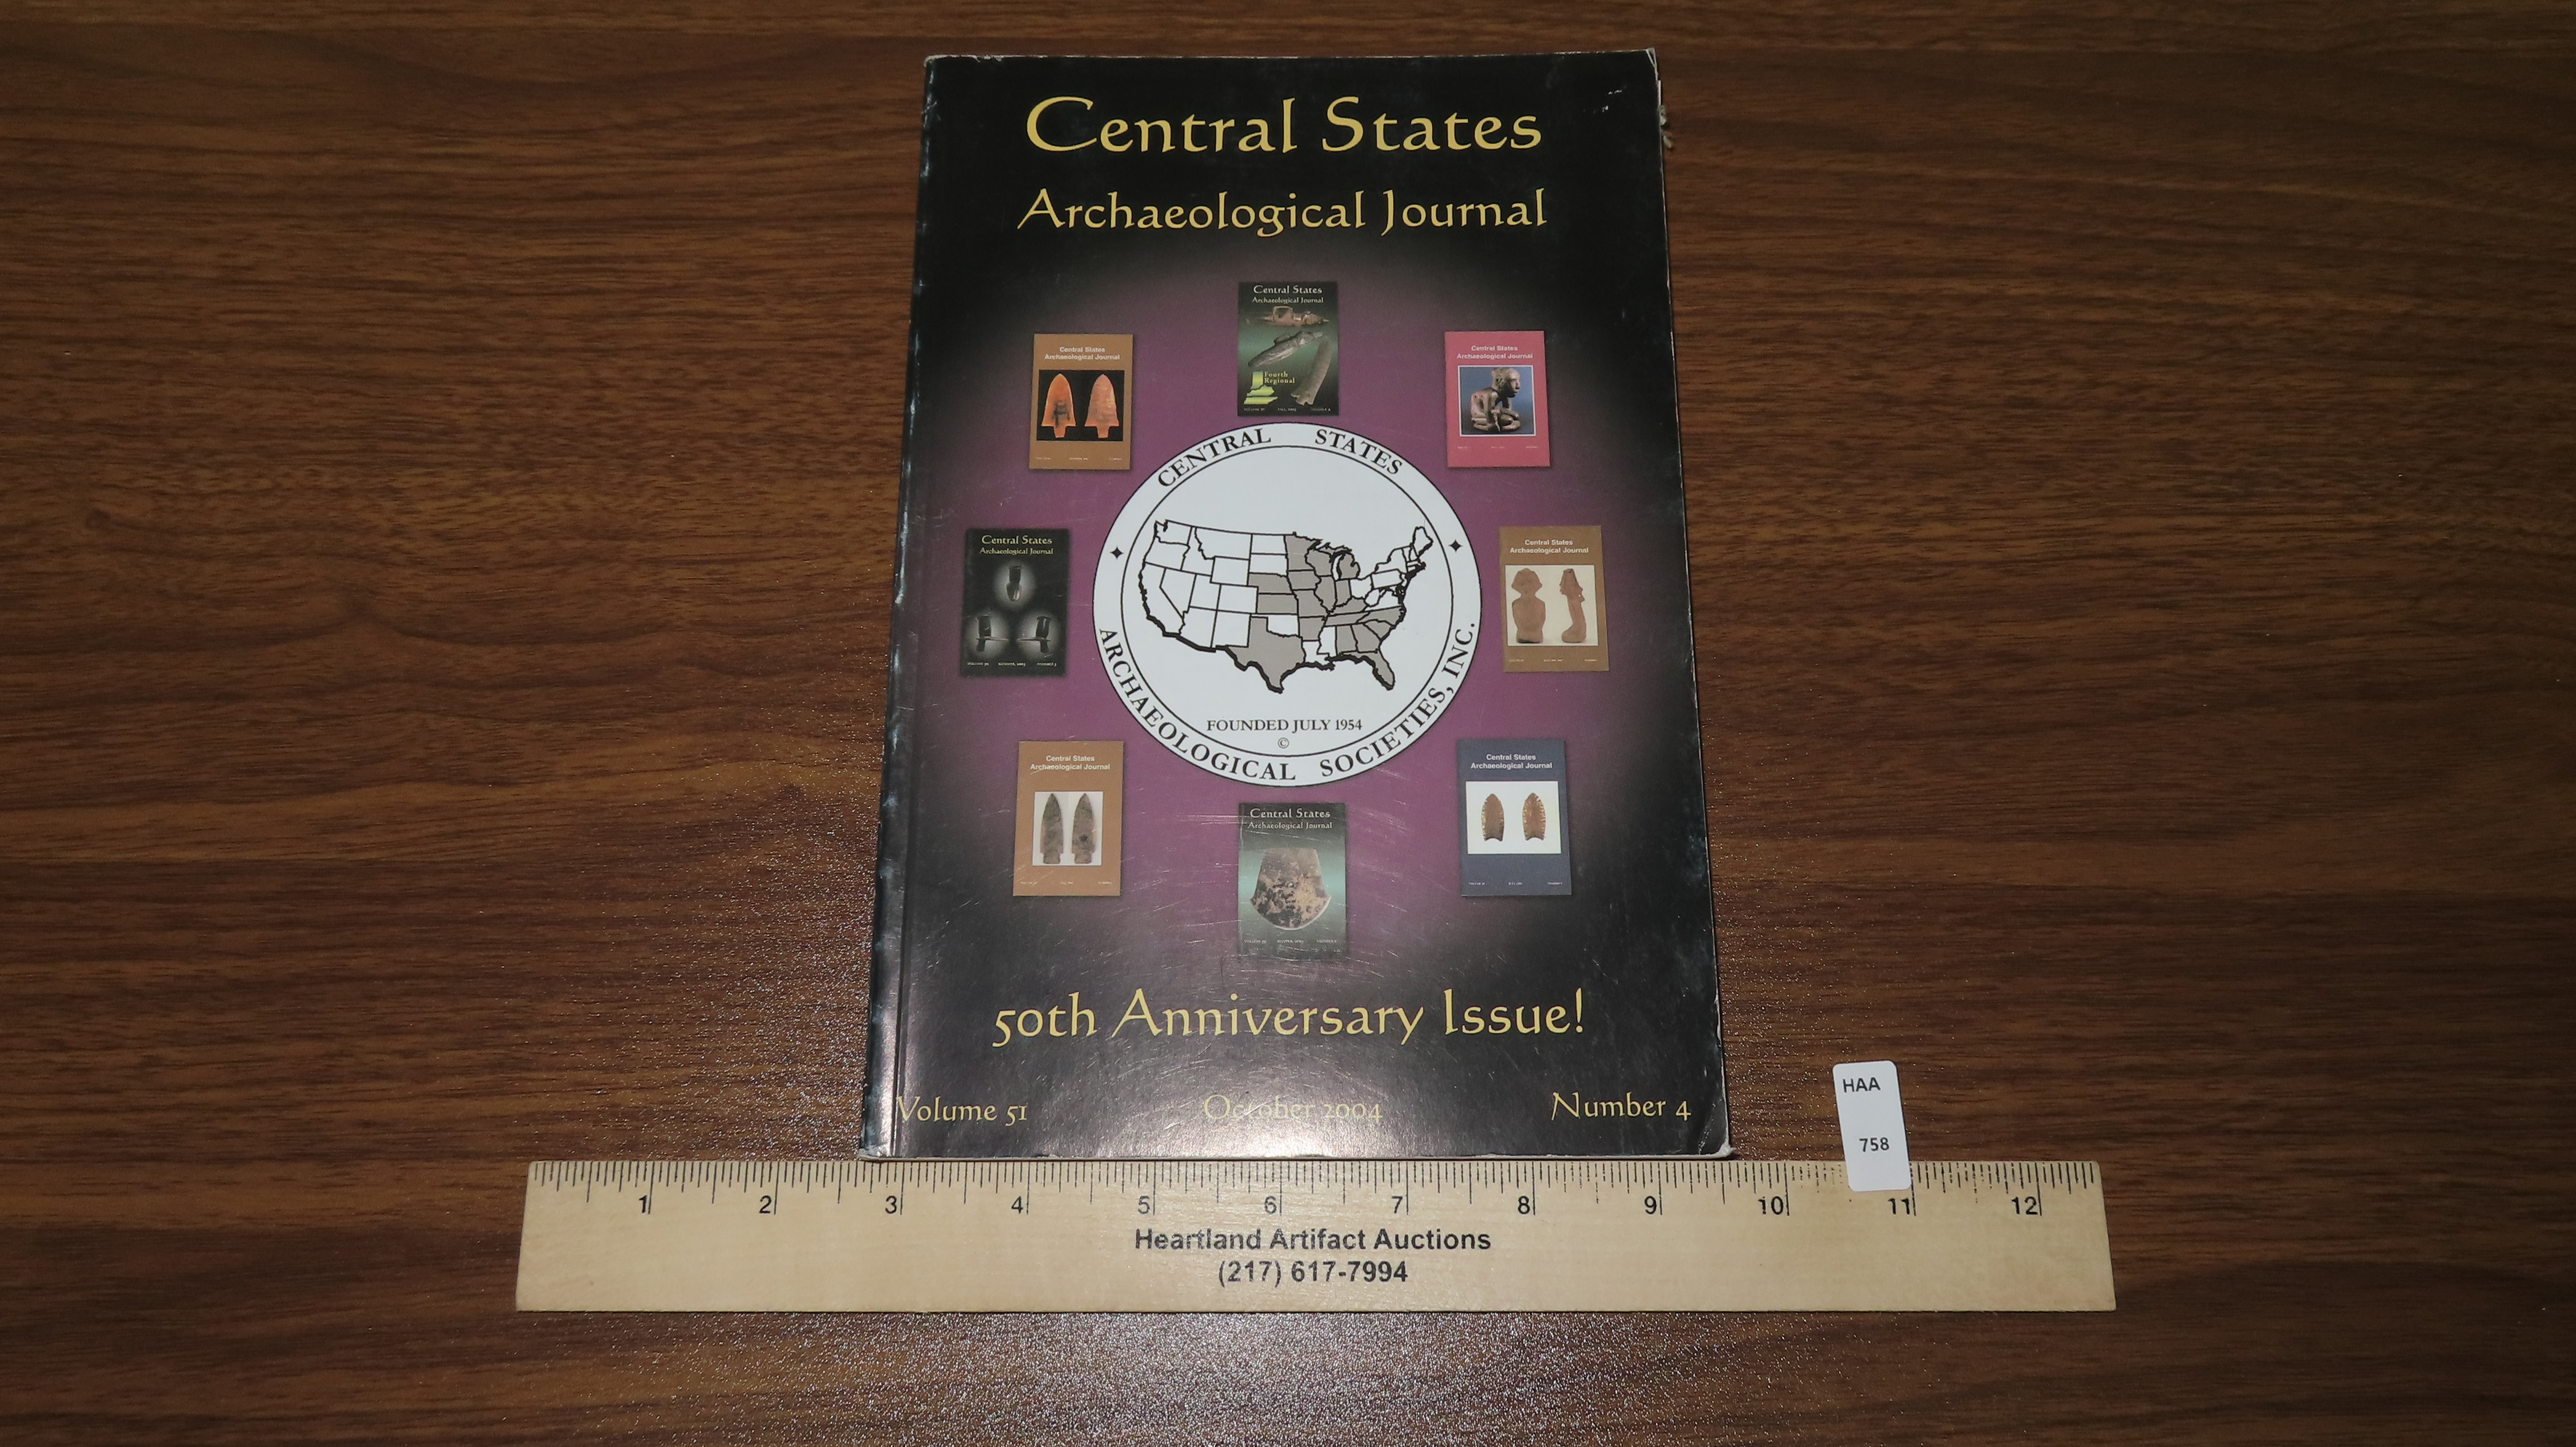 Central States
Archaeological Journal
Central States
Archaeological Journal
Fourth
Regional
Central States
Archaeological Journal
Central States
Archaeological Journal
CENTRAL STATES
ARCHAEOLOGICAL SOCIETIES, INC.
FOUNDED JULY 1954
©
Central States
Archaeological Journal
Central States
Archaeological Journal
Central States
Archaeological Journal
Central States
Archaeological Journal
Central States
Archaeological Journal
50th Anniversary Issue!
Volume 51 October 2004 Number 4
HAA
758
1 2 3 4 5 6 7 8 9 10 11 12
Heartland Artifact Auctions
(217) 617-7994